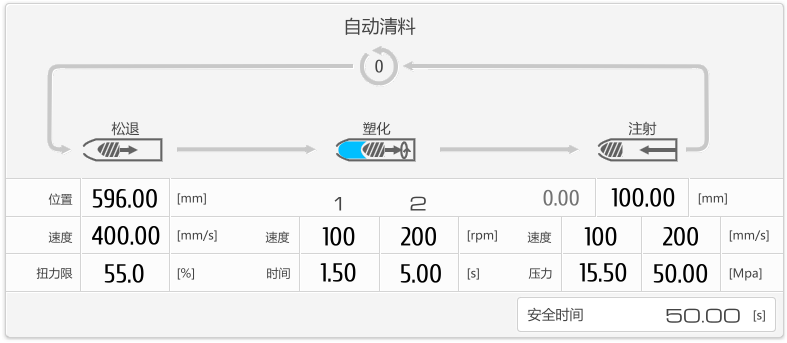 自动清料
0
松退 塑化 注射
位置 596.00 [mm] 1 2 0.00 100.00 [mm]
速度 400.00 [mm/s] 速度 100 200 [rpm] 速度 100 200 [mm/s]
扭力限 55.0 [%] 时间 1.50 5.00 [s] 压力 15.50 50.00 [Mpa]
安全时间 50.00 [s]